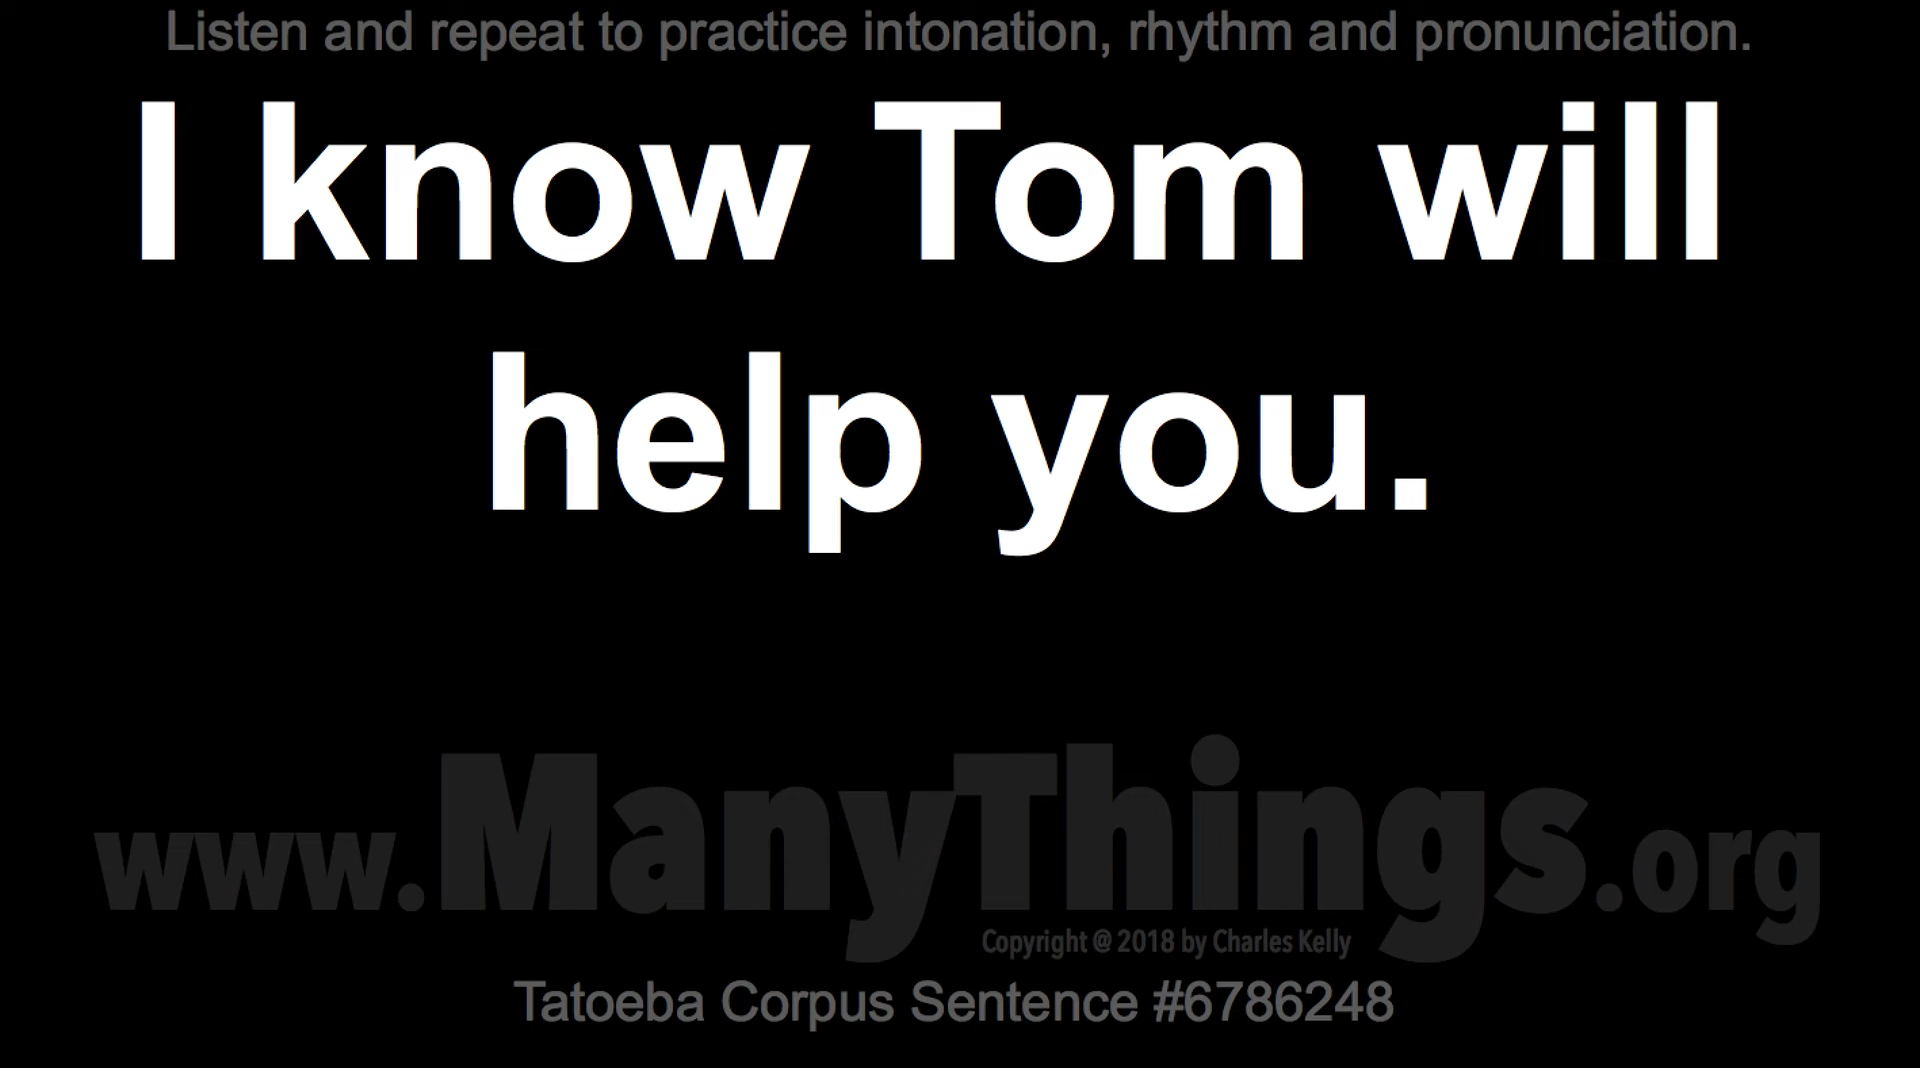 Listen and repeat to practice intonation, rhythm and pronunciation.
I know Tom will
help you.
www.ManyThings.org
Copyright @ 2018 by Charles Kelly
Tatoeba Corpus Sentence #6786248